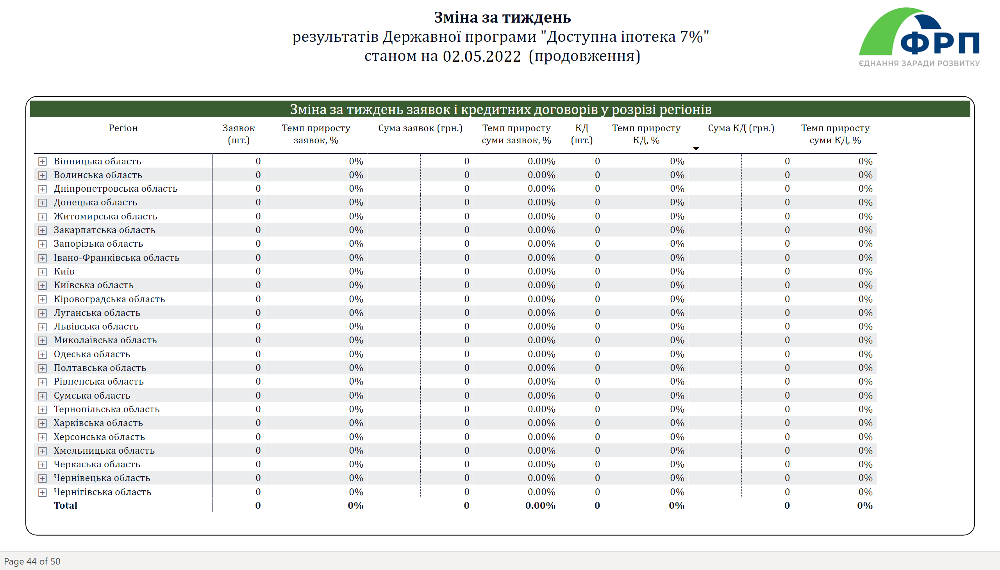 Зміна за тиждень
результатів Державної програми "Доступна іпотека 7%"
станом на 02.05.2022 (продовження)
ФРП
ЄДНАННЯ ЗАРАДИ РОЗВИТКУ
Зміна за тиждень заявок і кредитних договорів у розрізі регіонів
Регіон Заявок (шт.) Темп приросту заявок, % Сума заявок (грн.) Темп приросту суми заявок, % КД (шт.) Темп приросту КД, % Сума КД (грн.) Темп приросту суми КД, %
Вінницька область 0 0% 0 0.00% 0 0% 0 0%
Волинська область 0 0% 0 0.00% 0 0% 0 0%
Дніпропетровська область 0 0% 0 0.00% 0 0% 0 0%
Донецька область 0 0% 0 0.00% 0 0% 0 0%
Житомирська область 0 0% 0 0.00% 0 0% 0 0%
Закарпатська область 0 0% 0 0.00% 0 0% 0 0%
Запорізька область 0 0% 0 0.00% 0 0% 0 0%
Івано-Франківська область 0 0% 0 0.00% 0 0% 0 0%
Київ 0 0% 0 0.00% 0 0% 0 0%
Київська область 0 0% 0 0.00% 0 0% 0 0%
Кіровоградська область 0 0% 0 0.00% 0 0% 0 0%
Луганська область 0 0% 0 0.00% 0 0% 0 0%
Львівська область 0 0% 0 0.00% 0 0% 0 0%
Миколаївська область 0 0% 0 0.00% 0 0% 0 0%
Одеська область 0 0% 0 0.00% 0 0% 0 0%
Полтавська область 0 0% 0 0.00% 0 0% 0 0%
Рівненська область 0 0% 0 0.00% 0 0% 0 0%
Сумська область 0 0% 0 0.00% 0 0% 0 0%
Тернопільська область 0 0% 0 0.00% 0 0% 0 0%
Харківська область 0 0% 0 0.00% 0 0% 0 0%
Херсонська область 0 0% 0 0.00% 0 0% 0 0%
Хмельницька область 0 0% 0 0.00% 0 0% 0 0%
Черкаська область 0 0% 0 0.00% 0 0% 0 0%
Чернівецька область 0 0% 0 0.00% 0 0% 0 0%
Чернігівська область 0 0% 0 0.00% 0 0% 0 0%
Total 0 0% 0 0.00% 0 0% 0 0%
Page 44 of 50